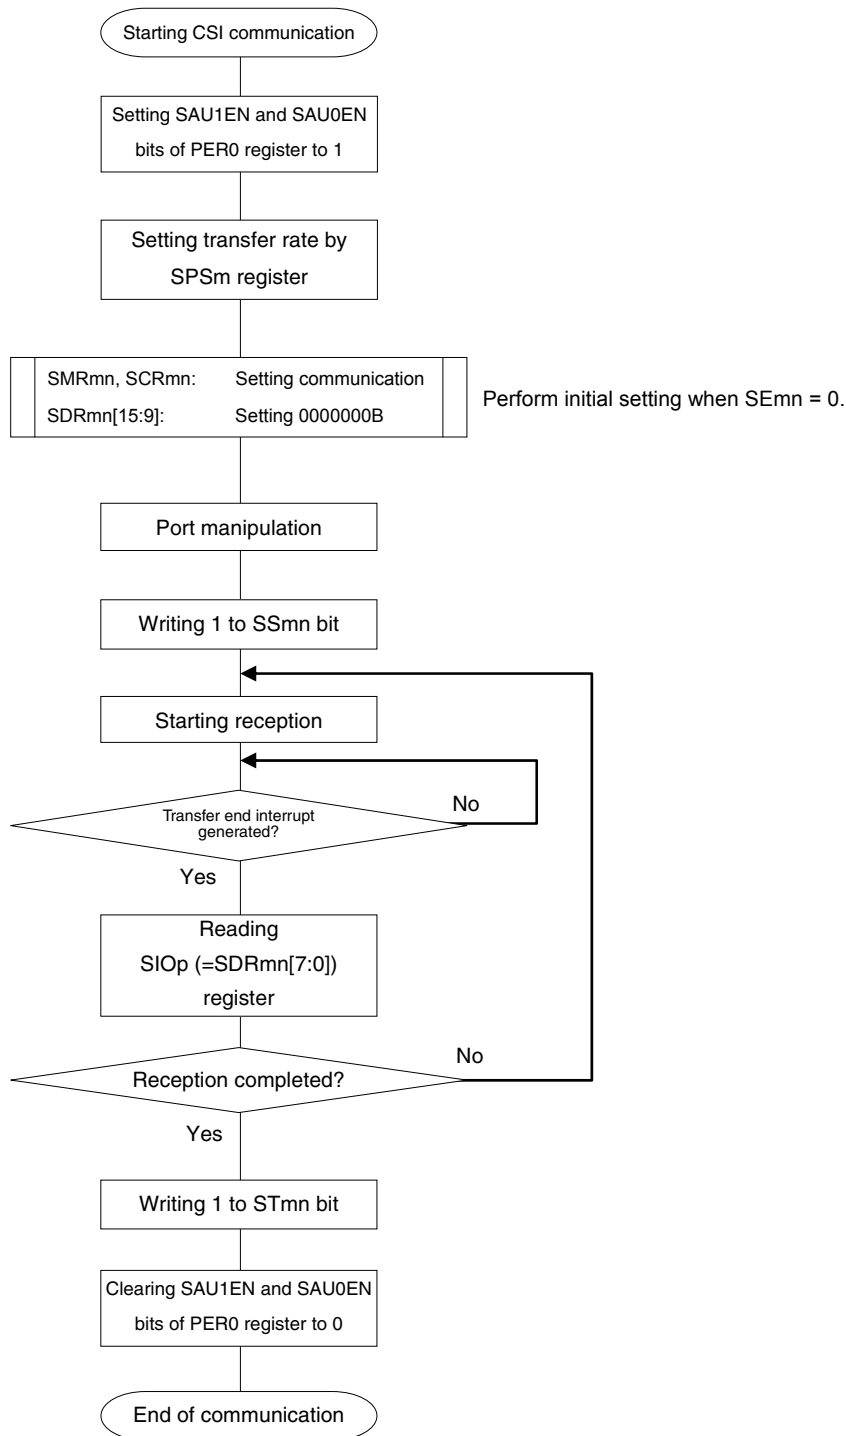 Starting CSI communication
Setting SAU1EN and SAU0EN
bits of PER0 register to 1
Setting transfer rate by
SPSm register
SMRmn, SCRmn: Setting communication
SDRmn[15:9]: Setting 0000000B
Perform initial setting when SEmn = 0.
Port manipulation
Writing 1 to SSmn bit
Starting reception
Transfer end interrupt
generated?
No
Yes
Reading
SIOp (=SDRmn[7:0])
register
No
Reception completed?
Yes
Writing 1 to STmn bit
Clearing SAU1EN and SAU0EN
bits of PER0 register to 0
End of communication